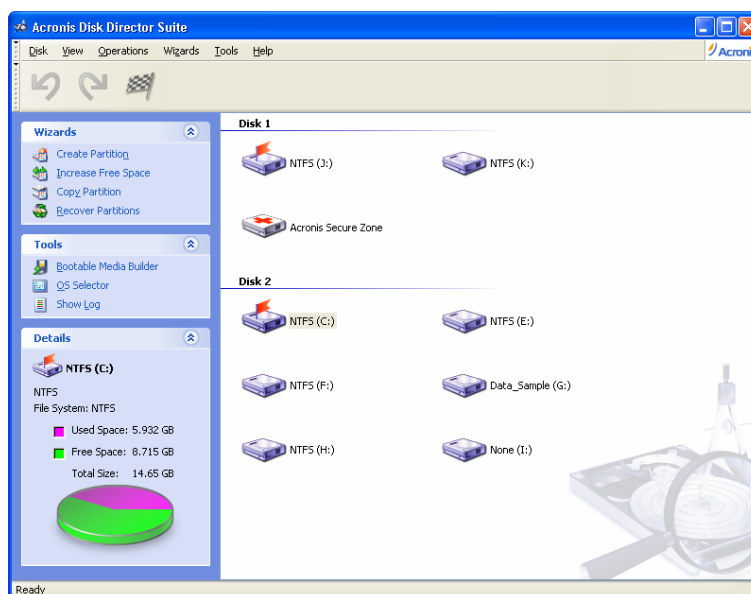 Acronis Disk Director Suite
Disk View Operations Wizards Tools Help
Acroni
Wizards
Create Partition
Increase Free Space
Copy Partition
Recover Partitions
Tools
Bootable Media Builder
OS Selector
Show Log
Details
NTFS (C:)
NTFS
File System: NTFS
Used Space: 5.932 GB
Free Space: 8.715 GB
Total Size: 14.65 GB
Disk 1
NTFS (J:)
NTFS (K:)
Acronis Secure Zone
Disk 2
NTFS (C:)
NTFS (E:)
NTFS (F:)
Data_Sample (G:)
NTFS (H:)
None (I:)
Ready